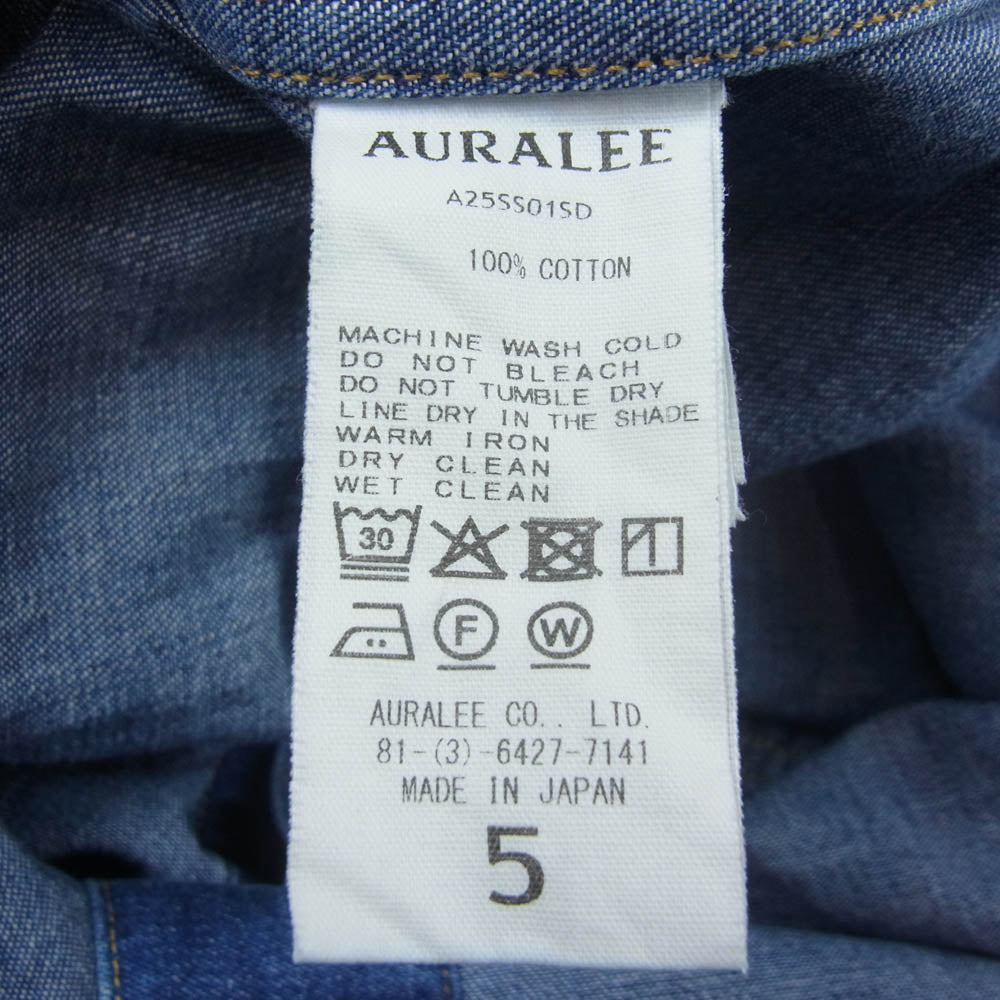 AURALEE
A25SS01SD
100% COTTON
MACHINE WASH COLD
DO NOT BLEACH
DO NOT TUMBLE DRY
LINE DRY IN THE SHADE
WARM IRON
DRY CLEAN
WET CLEAN
30
F W
AURALEE CO., LTD.
81-(3)-6427-7141
MADE IN JAPAN
5